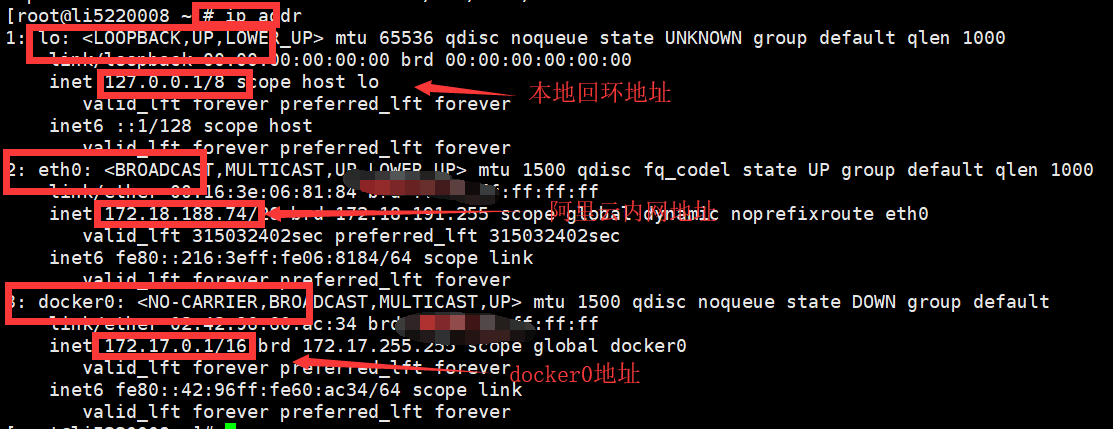 [root@li5220008 ~]# ip addr
1: lo: <LOOPBACK,UP,LOWER_UP> mtu 65536 qdisc noqueue state UNKNOWN group default qlen 1000
link/loopback 00:00:00:00:00:00 brd 00:00:00:00:00:00
inet 127.0.0.1/8 scope host lo
本地回环地址
valid_lft forever preferred_lft forever
inet6 ::1/128 scope host
valid_lft forever preferred_lft forever
2: eth0: <BROADCAST,MULTICAST,UP,LOWER_UP> mtu 1500 qdisc fq_codel state UP group default qlen 1000
link/ether 00:16:3e:06:81:84 ff:ff:ff:ff
inet 172.18.188.74/ brd 172.18.191.255 scope global dynamic noprefixroute eth0
阿里云内网地址
valid_lft 315032402sec preferred_lft 315032402sec
inet6 fe80::216:3eff:fe06:8184/64 scope link
valid_lft forever preferred_lft forever
3: docker0: <NO-CARRIER,BROADCAST,MULTICAST,UP> mtu 1500 qdisc noqueue state DOWN group default
link/ether 02:42:96:60:ac:34 brd ff:ff:ff
inet 172.17.0.1/16 brd 172.17.255.255 scope global docker0
valid_lft forever preferred_lft forever
docker0地址
inet6 fe80::42:96ff:fe60:ac34/64 scope link
valid_lft forever preferred_lft forever
[root@li5220008 ~]#